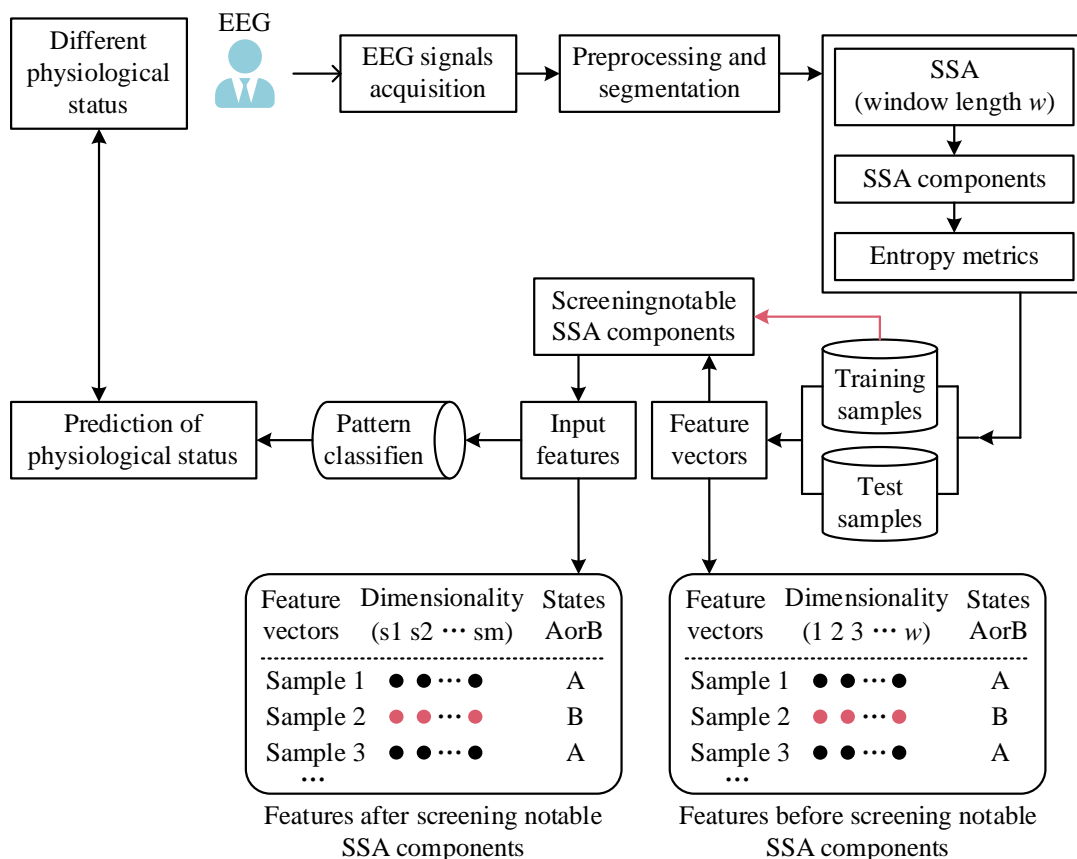 Different
physiological
status
EEG
EEG signals
acquisition
Preprocessing and
segmentation
SSA
(window length w)
SSA components
Entropy metrics
Screeningnotable
SSA components
Training
samples
Test
samples
Feature
vectors
Input
features
Pattern
classifien
Prediction of
physiological status
Feature Dimensionality States
vectors (s1 s2 ··· sm) AorB
Sample 1 ··· A
Sample 2 ··· B
Sample 3 ··· A
···
Features after screening notable
SSA components
Feature Dimensionality States
vectors (1 2 3 ··· w) AorB
Sample 1 ··· A
Sample 2 ··· B
Sample 3 ··· A
···
Features before screening notable
SSA components